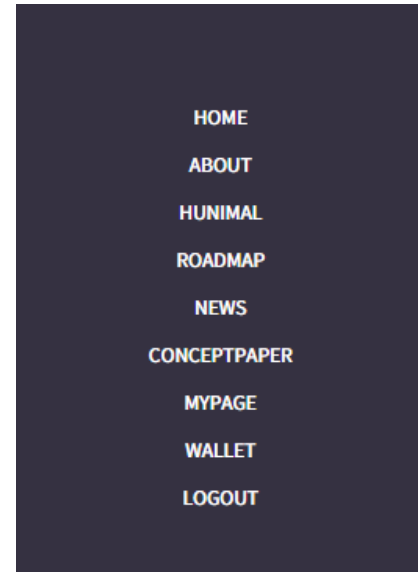 HOME
ABOUT
HUNIMAL
ROADMAP
NEWS
CONCEPTPAPER
MYPAGE
WALLET
LOGOUT